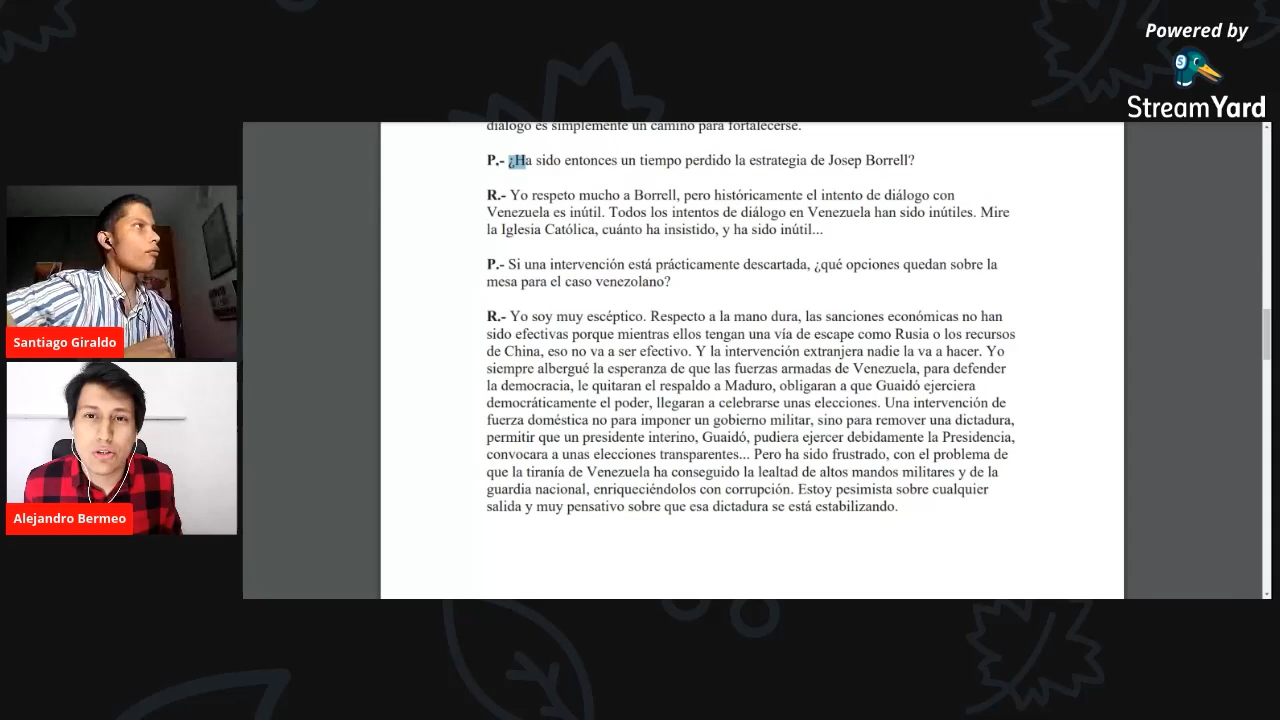 Powered by
StreamYard
diálogo es simplemente un camino para fortalecerse.
P.- ¿Ha sido entonces un tiempo perdido la estrategia de Josep Borrell?
R.- Yo respeto mucho a Borrell, pero históricamente el intento de diálogo con
Venezuela es inútil. Todos los intentos de diálogo en Venezuela han sido inútiles. Mire
la Iglesia Católica, cuánto ha insistido, y ha sido inútil...
P.- Si una intervención está prácticamente descartada, ¿qué opciones quedan sobre la
mesa para el caso venezolano?
R.- Yo soy muy escéptico. Respecto a la mano dura, las sanciones económicas no han
sido efectivas porque mientras ellos tengan una vía de escape como Rusia o los recursos
de China, eso no va a ser efectivo. Y la intervención extranjera nadie la va a hacer. Yo
siempre albergué la esperanza de que las fuerzas armadas de Venezuela, para defender
la democracia, le quitaran el respaldo a Maduro, obligaran a que Guaidó ejerciera
democráticamente el poder, llegaran a celebrarse unas elecciones. Una intervención de
fuerza doméstica no para imponer un gobierno militar, sino para remover una dictadura,
permitir que un presidente interino, Guaidó, pudiera ejercer debidamente la Presidencia,
convocara a unas elecciones transparentes... Pero ha sido frustrado, con el problema de
que la tiranía de Venezuela ha conseguido la lealtad de altos mandos militares y de la
guardia nacional, enriqueciéndolos con corrupción. Estoy pesimista sobre cualquier
salida y muy pensativo sobre que esa dictadura se está estabilizando.
Santiago Giraldo
Alejandro Bermeo